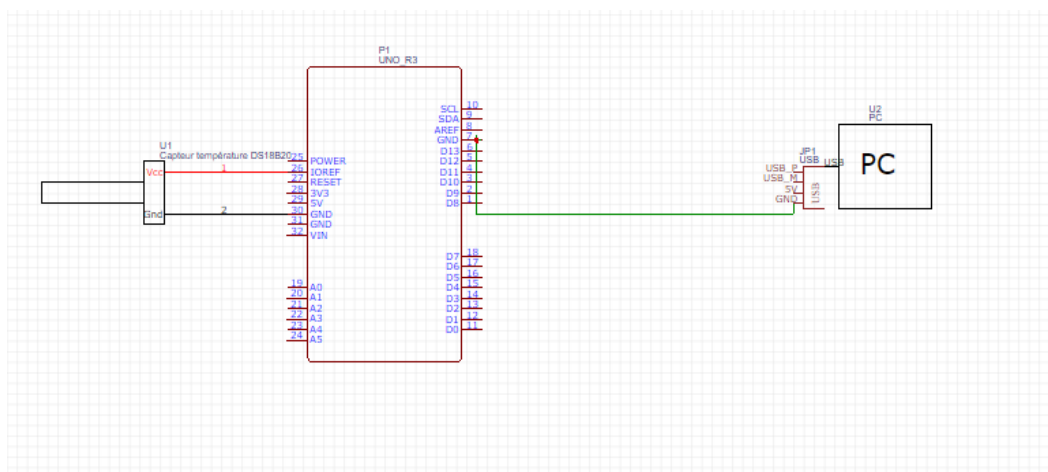 P1
UNO_R3
U1
Capteur température DS18B20
Vcc
Gnd
1
2
25 POWER
26 IOREF
27 RESET
28 3V3
29 5V
30 GND
31 GND
32 VIN
19 A0
20 A1
21 A2
22 A3
23 A4
24 A5
SCL 10
SDA 9
AREF 8
GND 7
D13 6
D12 5
D11 4
D10 3
D9 2
D8 1
D7 18
D6 17
D5 16
D4 15
D3 14
D2 13
D1 12
D0 11
JP1
USB
USB_P
USB_M
5V
GND
USB
USB
U2
PC
PC